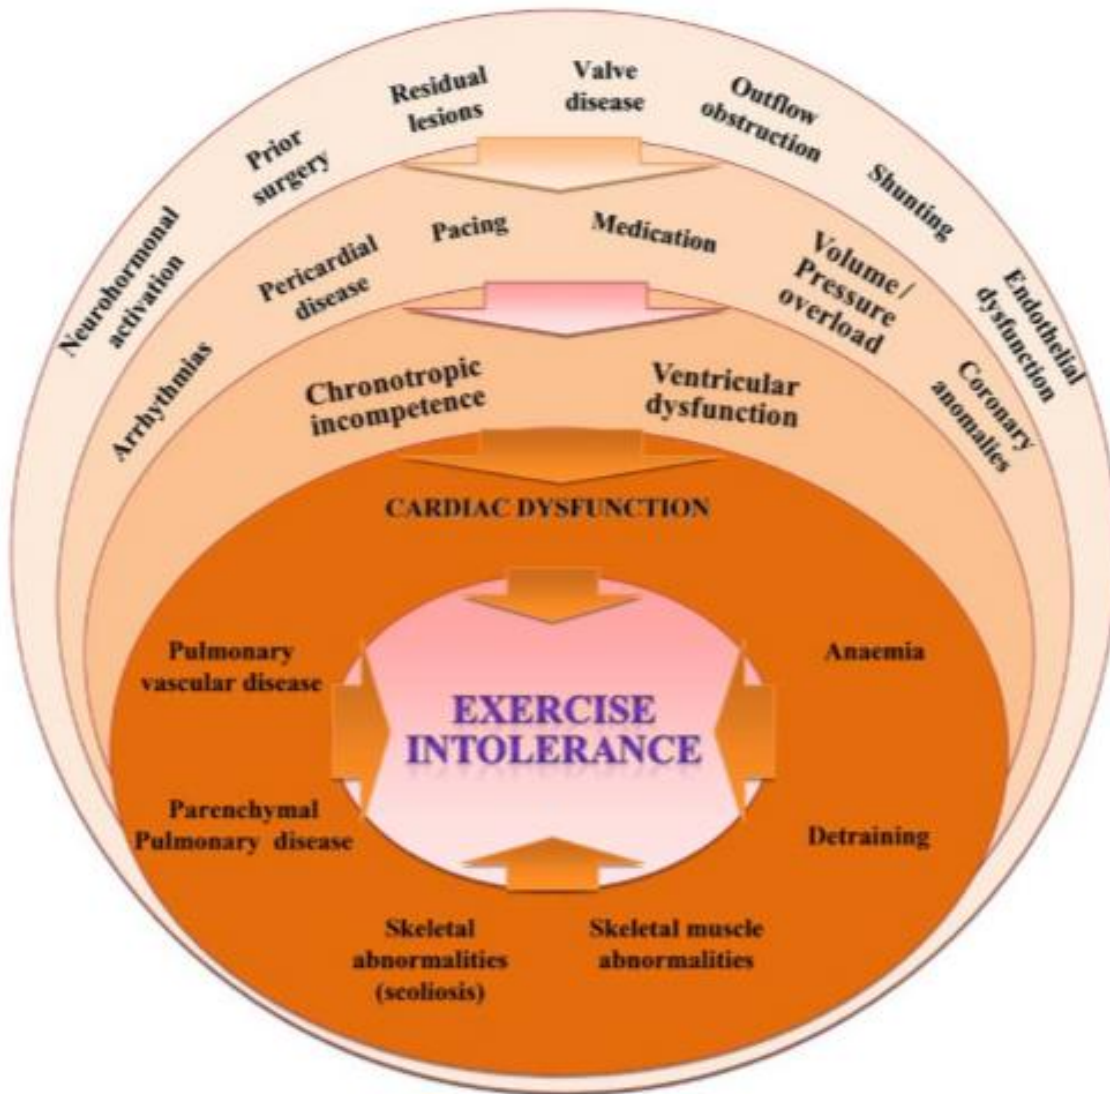 Neurohormonal
activation
Prior
surgery
Residual
lesions
Valve
disease
Outflow
obstruction
Shunting
Endothelial
dysfunction
Arrhythmias
Pericardial
disease
Pacing
Medication
Volume /
Pressure
overload
Coronary
anomalies
Chronotropic
incompetence
Ventricular
dysfunction
CARDIAC DYSFUNCTION
Pulmonary
vascular disease
Anaemia
EXERCISE
INTOLERANCE
Parenchymal
Pulmonary disease
Detraining
Skeletal
abnormalities
(scoliosis)
Skeletal muscle
abnormalities